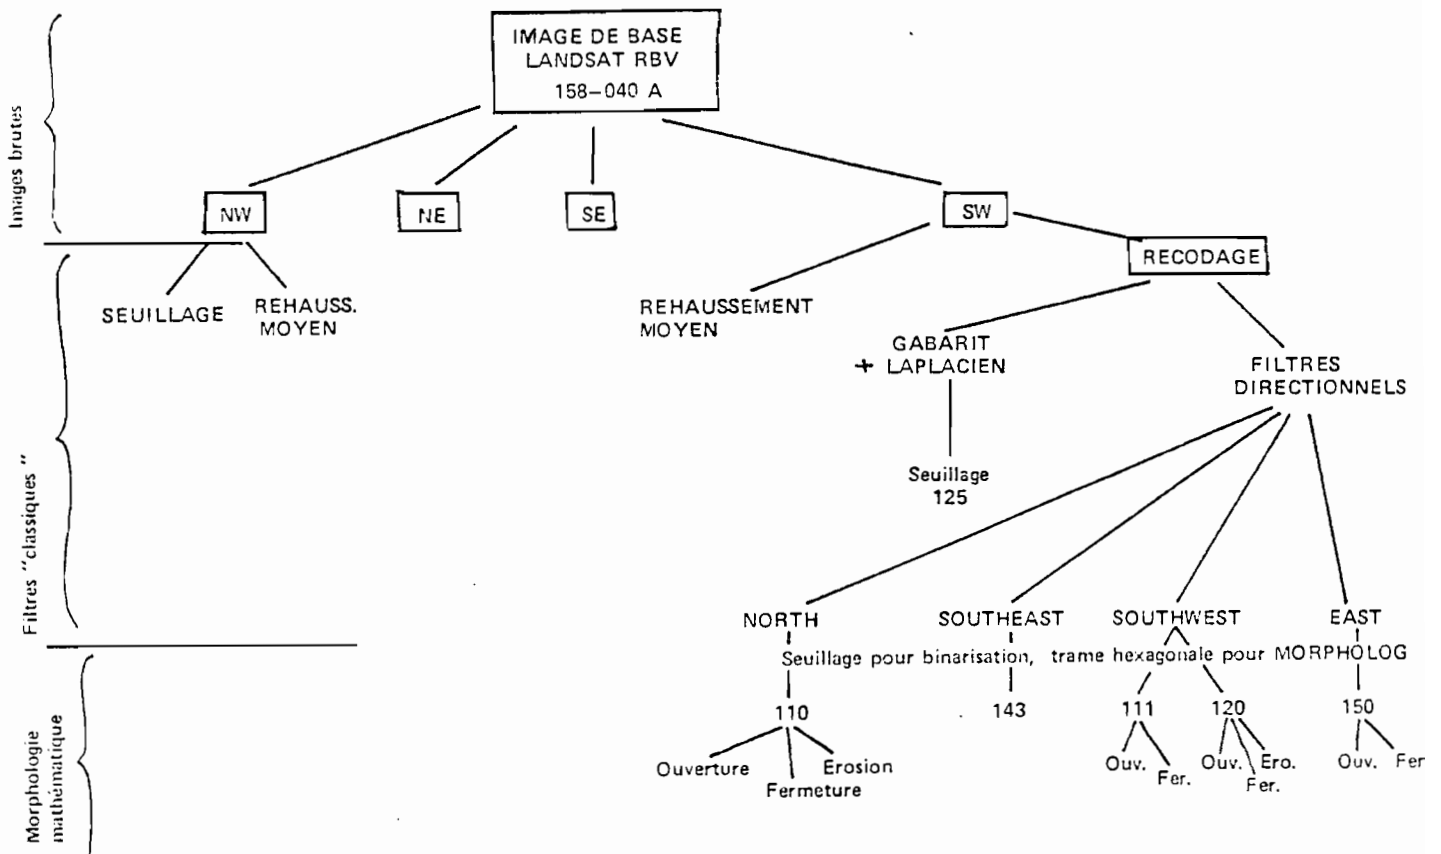 IMAGE DE BASE
LANDSAT RBV
158-040 A
Images brutes
NW
NE
SE
SW
RECODAGE
SEUILLAGE
REHAUSS.
MOYEN
REHAUSSEMENT
MOYEN
GABARIT
+ LAPLACIEN
FILTRES
DIRECTIONNELS
Seuillage
125
Filtres "classiques"
NORTH
SOUTHEAST
SOUTHWEST
EAST
Seuillage pour binarisation, trame hexagonale pour MORPHOLOG
110
143
111
120
150
Ouverture
Fermeture
Erosion
Ouv.
Fer.
Ouv.
Fer.
Ero.
Ouv.
Fer
Morphologie
mathématique